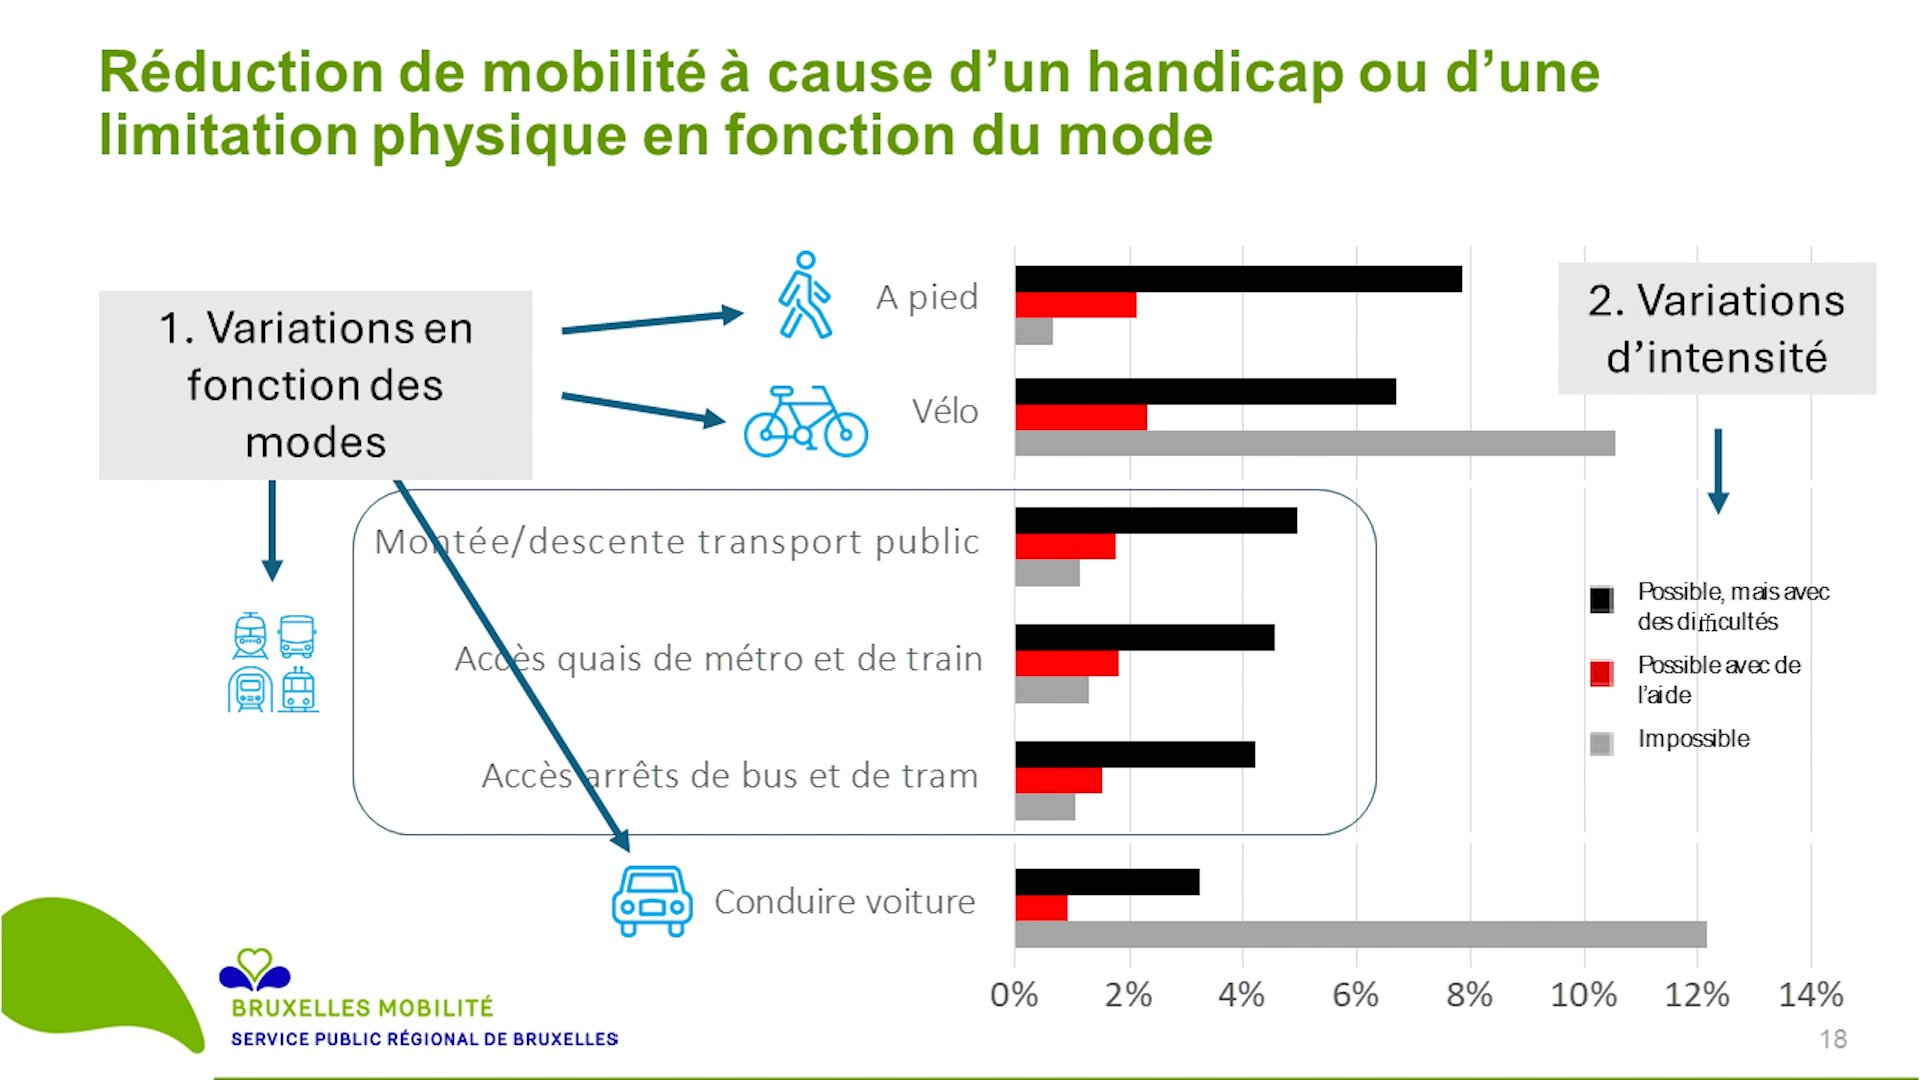 Réduction de mobilité à cause d’un handicap ou d’une
limitation physique en fonction du mode
1. Variations en
fonction des
modes
A pied
Vélo
Montée/descente transport public
Accès quais de métro et de train
Accès arrêts de bus et de tram
Conduire voiture
0% 2% 4% 6% 8% 10% 12% 14%
2. Variations
d’intensité
Possible, mais avec
des difficultés
Possible avec de
l’aide
Impossible
BRUXELLES MOBILITÉ
SERVICE PUBLIC RÉGIONAL DE BRUXELLES
18